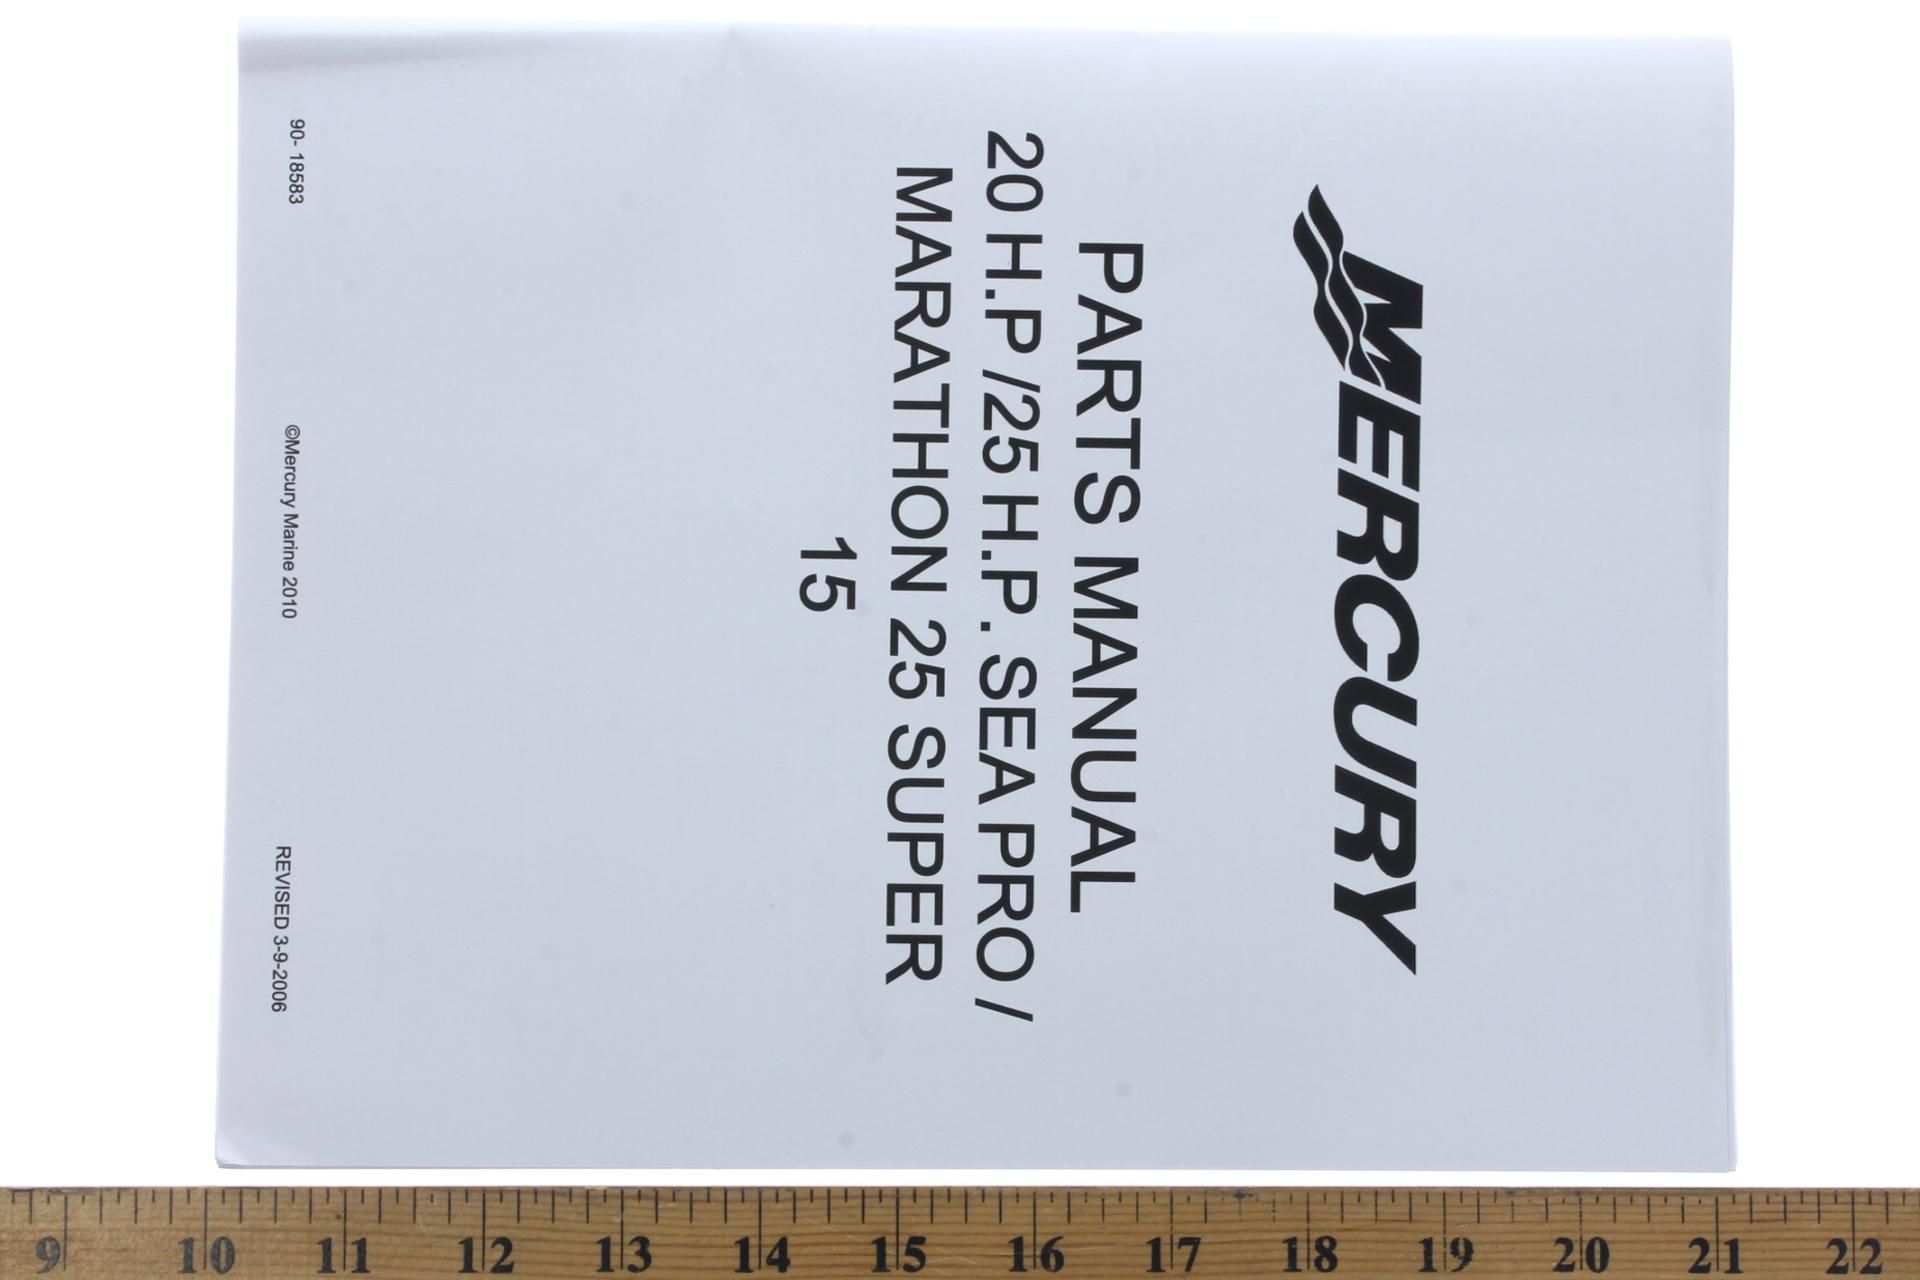 MERCURY
PARTS MANUAL
20 H.P /25 H.P. SEA PRO /
MARATHON 25 SUPER
15
90- 18583
©Mercury Marine 2010
REVISED 3-9-2006
9 10 11 12 13 14 15 16 17 18 19 20 21 22